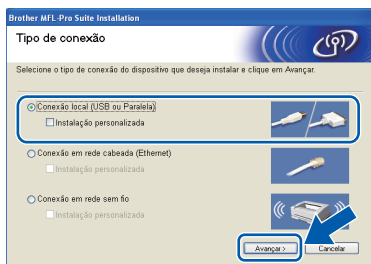 Brother MFL-Pro Suite Installation
Tipo de conexão
Selecione o tipo de conexão do dispositivo que deseja instalar e clique em Avançar.
Conexão local (USB ou Paralela)
Instalação personalizada
Conexão em rede cabeada (Ethernet)
Instalação personalizada
Conexão em rede sem fio
Instalação personalizada
Avançar > Cancelar